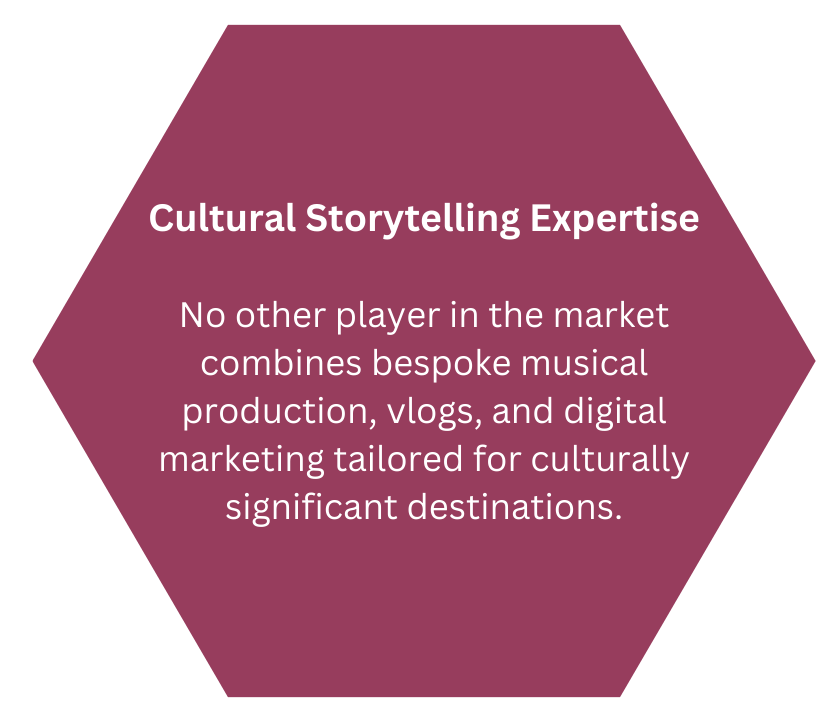 Cultural Storytelling Expertise
No other player in the market
combines bespoke musical
production, vlogs, and digital
marketing tailored for culturally
significant destinations.